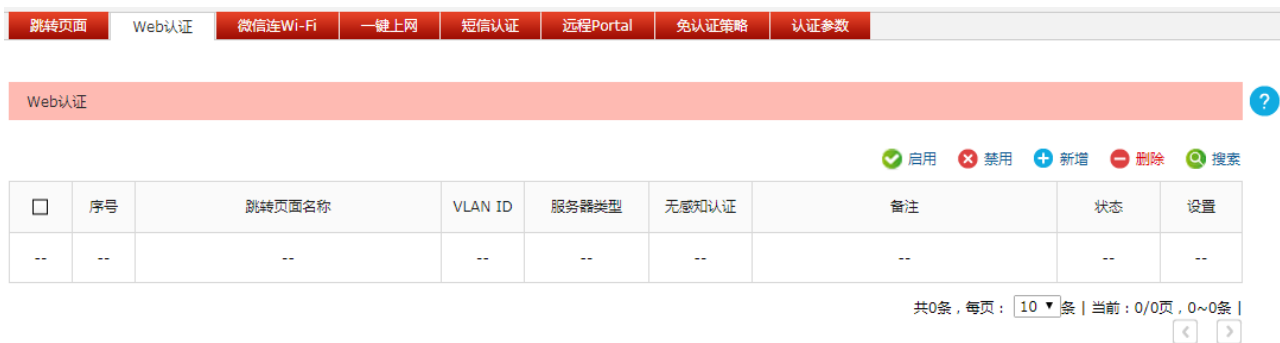 跳转页面 Web认证 微信连Wi-Fi 一键上网 短信认证 远程Portal 免认证策略 认证参数
Web认证
?
启用 禁用 新增 删除 搜索
序号 跳转页面名称 VLAN ID 服务器类型 无感知认证 备注 状态 设置
-- -- -- -- -- -- -- -- --
共0条，每页： 10 条 | 当前：0/0页，0~0条 |
< >